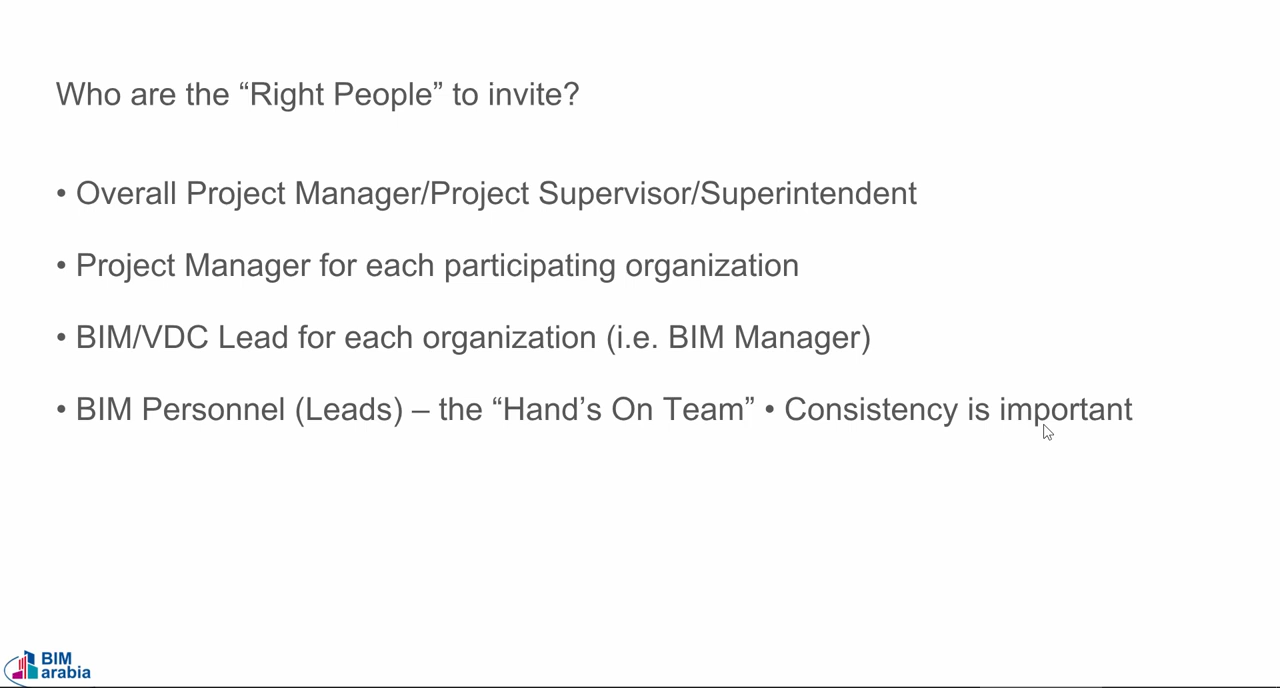 Who are the “Right People” to invite?
• Overall Project Manager/Project Supervisor/Superintendent
• Project Manager for each participating organization
• BIM/VDC Lead for each organization (i.e. BIM Manager)
• BIM Personnel (Leads) – the “Hand’s On Team” • Consistency is important
BIM
arabia